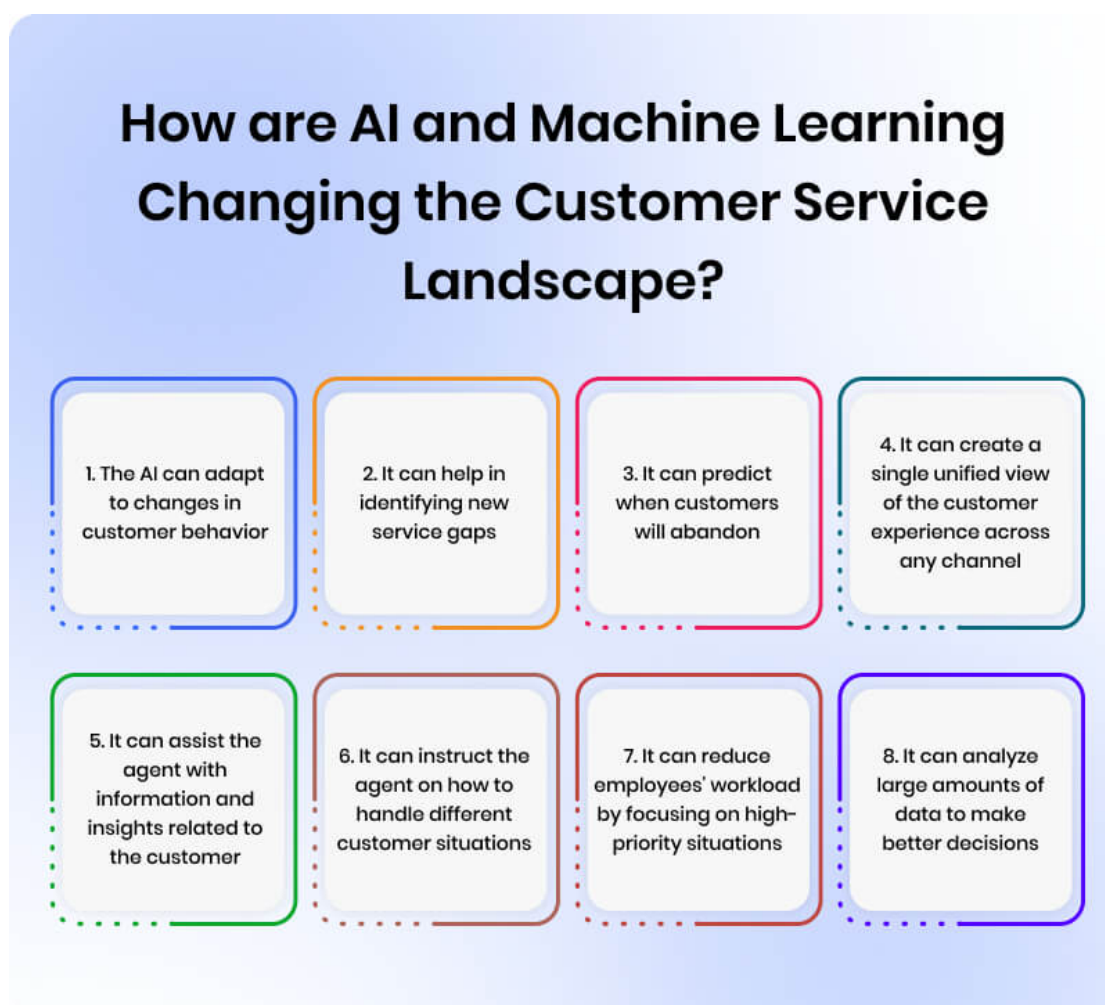 How are AI and Machine Learning
Changing the Customer Service
Landscape?
1. The AI can adapt
to changes in
customer behavior
2. It can help in
identifying new
service gaps
3. It can predict
when customers
will abandon
4. It can create a
single unified view
of the customer
experience across
any channel
5. It can assist the
agent with
information and
insights related to
the customer
6. It can instruct the
agent on how to
handle different
customer situations
7. It can reduce
employees' workload
by focusing on high-
priority situations
8. It can analyze
large amounts of
data to make
better decisions